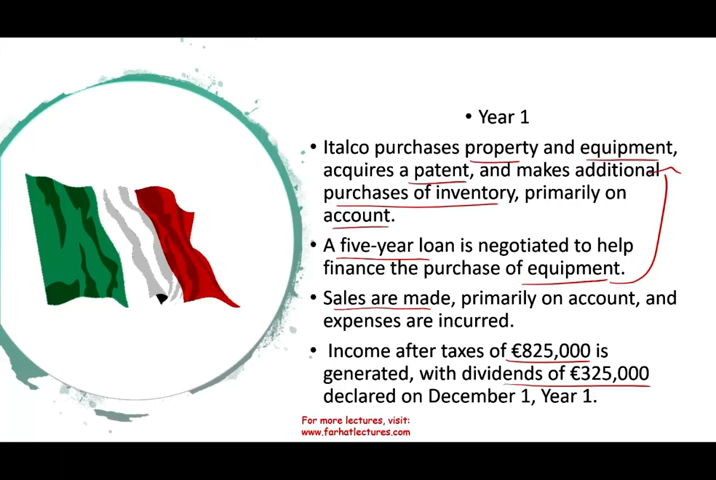 • Year 1
• Italco purchases property and equipment,
acquires a patent, and makes additional
purchases of inventory, primarily on
account.
• A five-year loan is negotiated to help
finance the purchase of equipment.
• Sales are made, primarily on account, and
expenses are incurred.
• Income after taxes of €825,000 is
generated, with dividends of €325,000
declared on December 1, Year 1.
For more lectures, visit:
www.farhatlectures.com